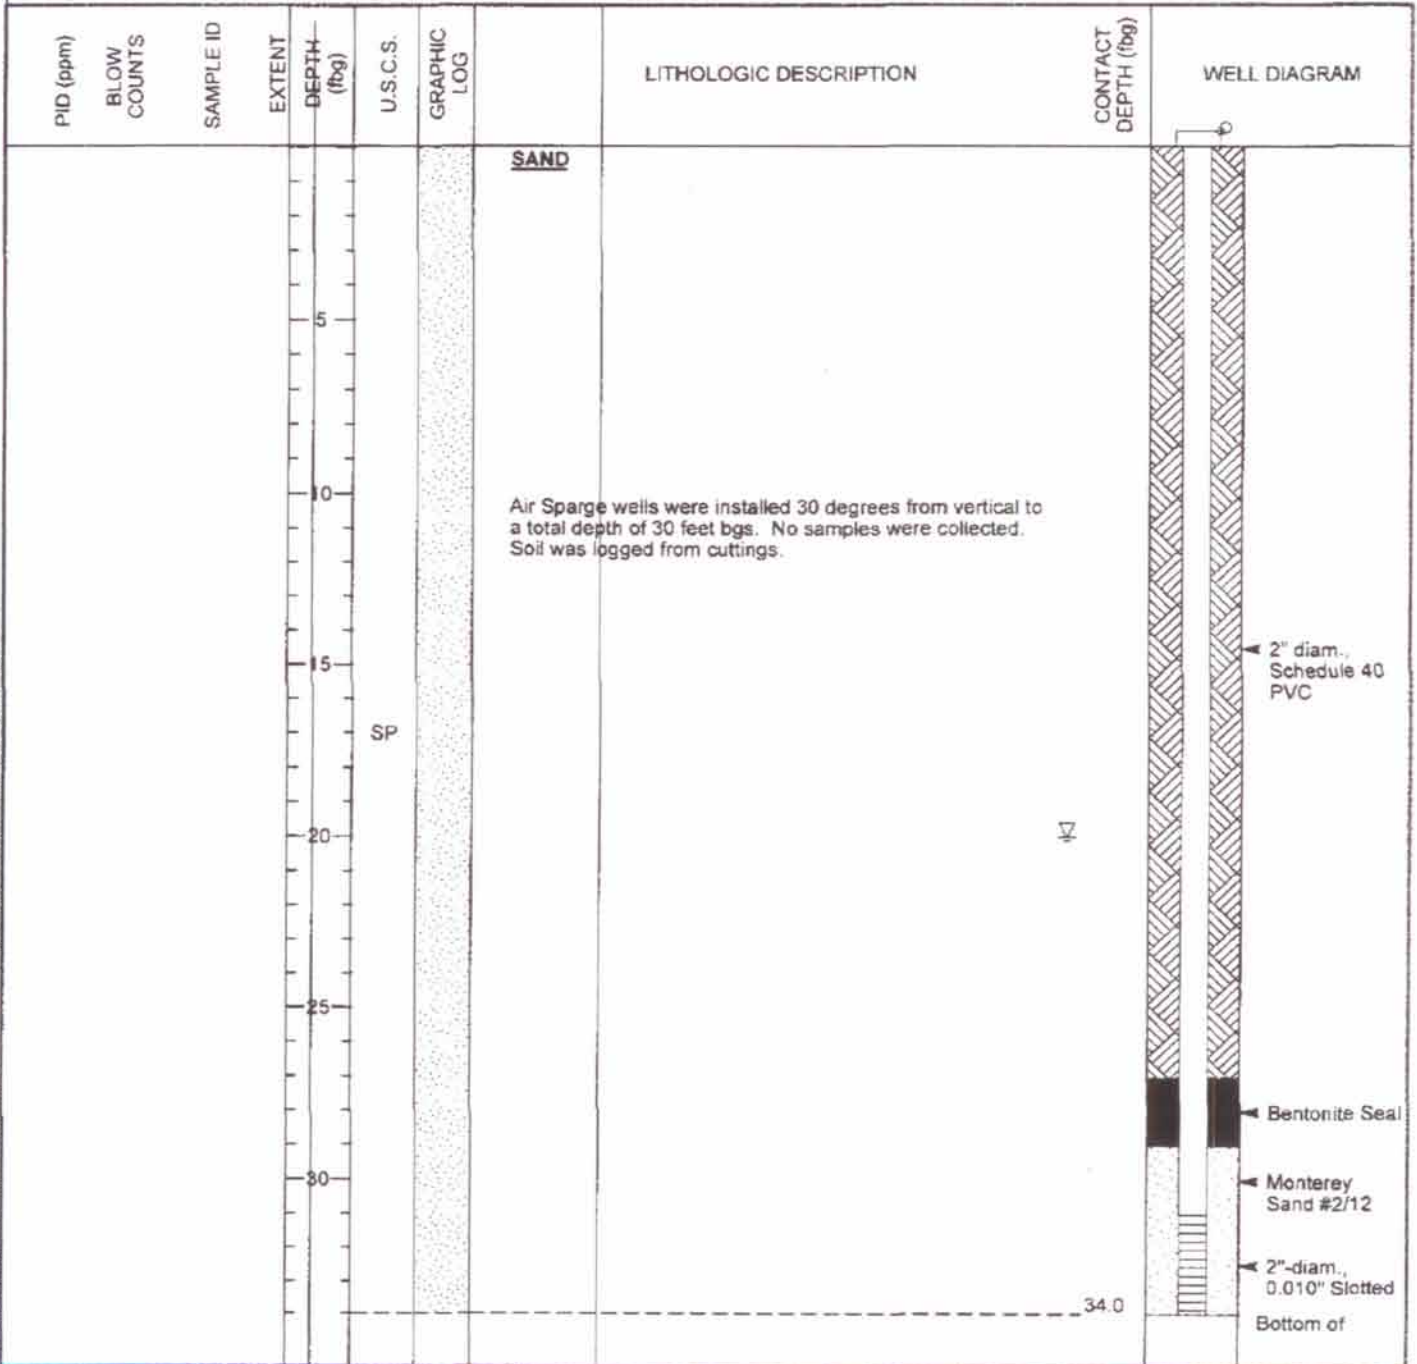 PID (ppm)
BLOW
COUNTS
SAMPLE ID
EXTENT
DEPTH
(fbg)
U.S.C.S.
GRAPHIC
LOG
LITHOLOGIC DESCRIPTION
CONTACT
DEPTH (fbg)
WELL DIAGRAM
SAND
5
10
Air Sparge wells were installed 30 degrees from vertical to
a total depth of 30 feet bgs. No samples were collected.
Soil was logged from cuttings.
15
2" diam.,
Schedule 40
PVC
SP
20
25
Bentonite Seal
30
Monterey
Sand #2/12
2"-diam.,
0.010" Slotted
34.0
Bottom of